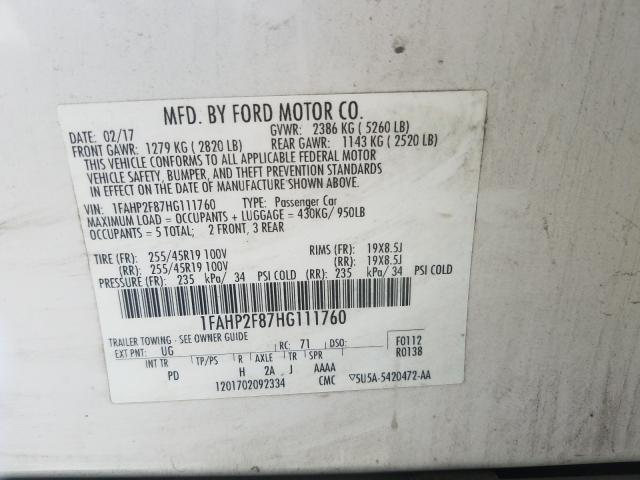 MFD. BY FORD MOTOR CO.
DATE: 02/17 GVWR: 2386 KG ( 5260 LB)
FRONT GAWR: 1279 KG ( 2820 LB) REAR GAWR: 1143 KG ( 2520 LB)
THIS VEHICLE CONFORMS TO ALL APPLICABLE FEDERAL MOTOR
VEHICLE SAFETY, BUMPER, AND THEFT PREVENTION STANDARDS
IN EFFECT ON THE DATE OF MANUFACTURE SHOWN ABOVE.
VIN: 1FAHP2F87HG111760 TYPE: Passenger Car
MAXIMUM LOAD = OCCUPANTS + LUGGAGE = 430KG/ 950LB
OCCUPANTS = 5 TOTAL; 2 FRONT, 3 REAR
TIRE (FR): 255/45R19 100V RIMS (FR): 19X8.5J
(RR): 255/45R19 100V (RR): 19X8.5J
PRESSURE (FR): 235 kPa/ 34 PSI COLD (RR): 235 kPa/ 34 PSI COLD
1FAHP2F87HG111760
TRAILER TOWING - SEE OWNER GUIDE
EXT PNT: UG RC: 71 DSO: F0112
INT TR TP/PS R AXLE TR SPR R0138
PD H 2A J AAAA
1201702092334 CMC ▽SU5A-5420472-AA